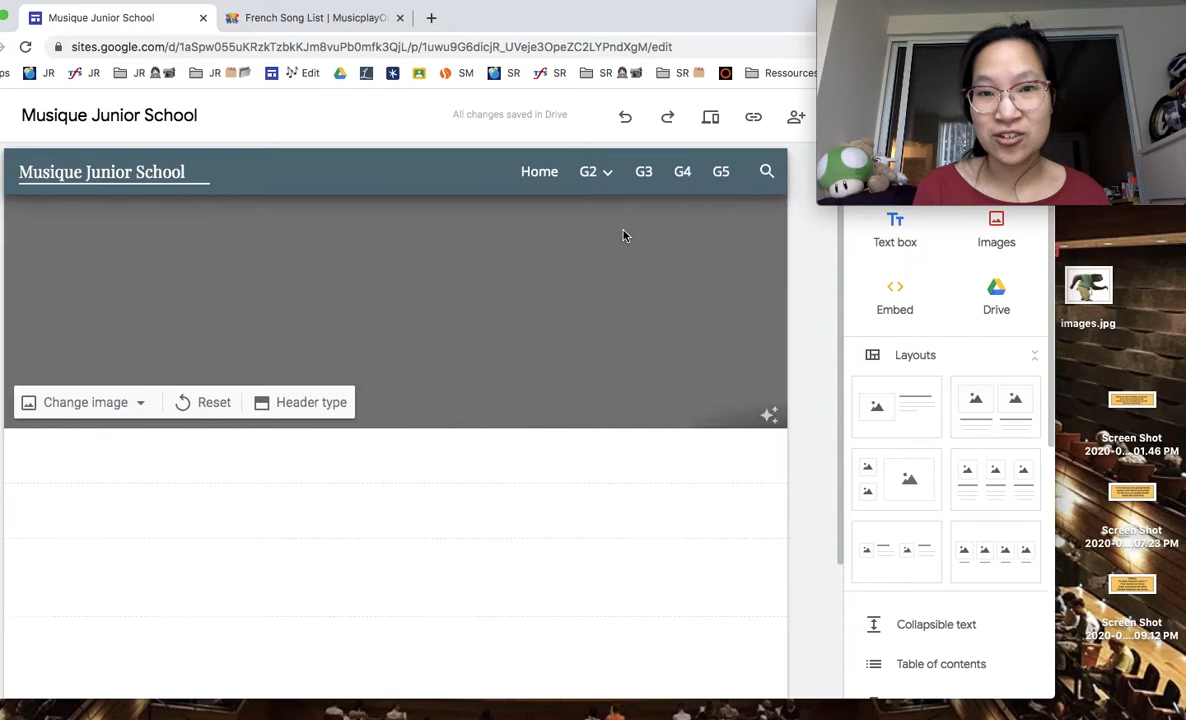 Musique Junior School
French Song List | MusicplayO
sites.google.com/d/1aSpw055uKRzkTzbkKJm8vuPb0mfk3QjL/p/1uwu9G6dicjR_UVeje3OpeZC2LYPndXgM/edit
ps JR JR JR JR Edit SM SR SR SR SR Ressources
Musique Junior School
All changes saved in Drive
Musique Junior School
Home G2 G3 G4 G5
Text box Images
Embed Drive
images.jpg
Layouts
Change image Reset Header type
Screen Shot
2020-0....01.46 PM
Screen Shot
2020-0....07.23 PM
Screen Shot
2020-0....09.12 PM
Collapsible text
Table of contents